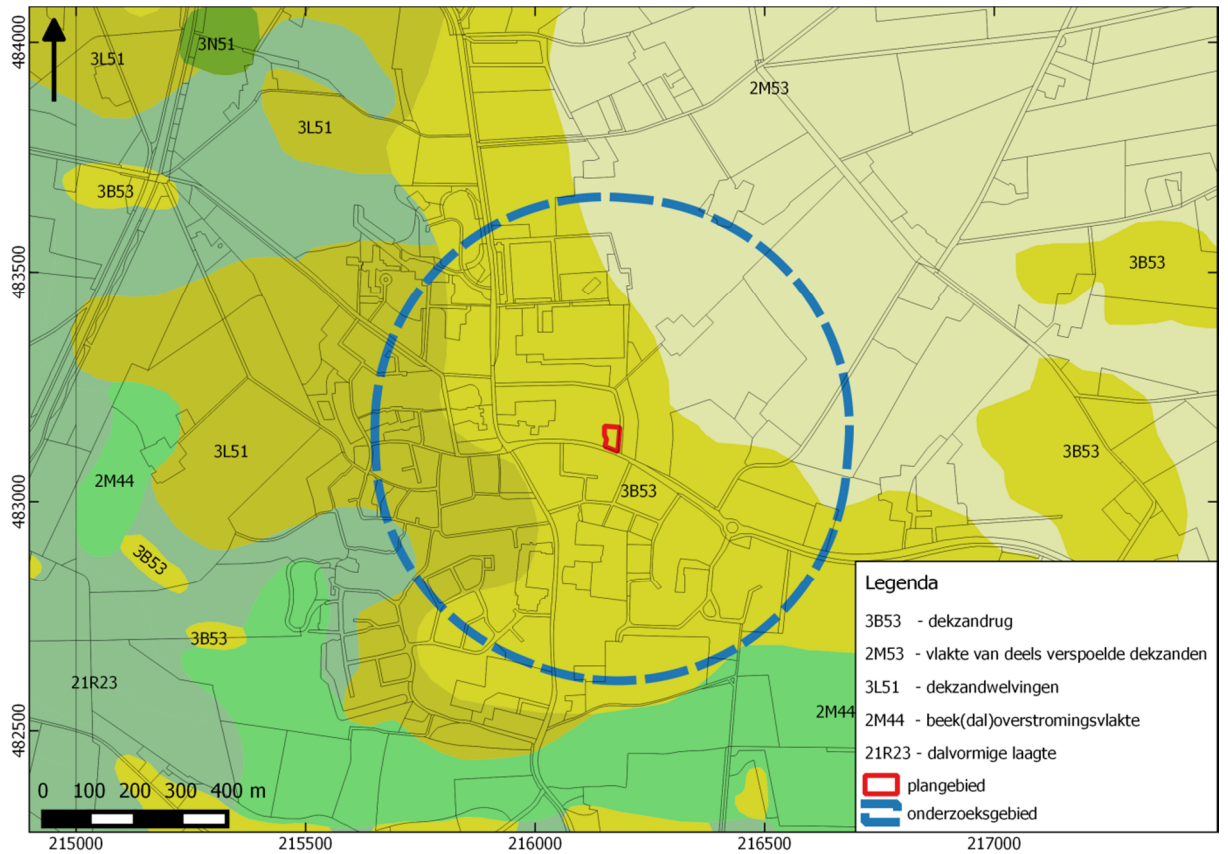 484000
483500
483000
482500
3N51
3L51
2M53
3L51
3B53
3B53
3L51
3B53
2M44
3B53
3B53
3B53
21R23
2M44
0 100 200 300 400 m
Legenda
3B53 - dekzandrug
2M53 - vlakte van deels verspoelde dekzanden
3L51 - dekzandwelvingen
2M44 - beek(dal)overstromingsvlakte
21R23 - dalvormige laagte
plangebied
onderzoeksgebied
215000 215500 216000 216500 217000